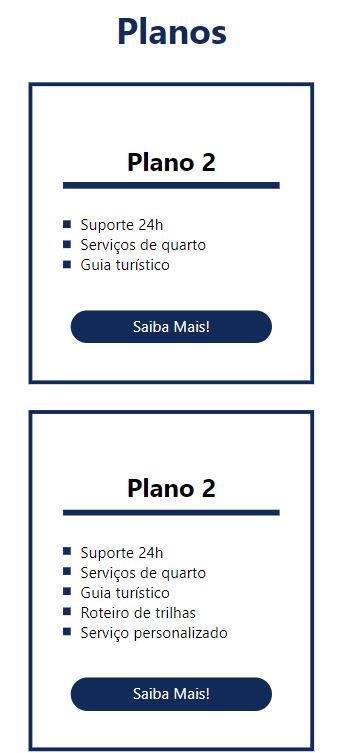 Planos
Plano 2
Suporte 24h
Serviços de quarto
Guia turístico
Saiba Mais!
Plano 2
Suporte 24h
Serviços de quarto
Guia turístico
Roteiro de trilhas
Serviço personalizado
Saiba Mais!